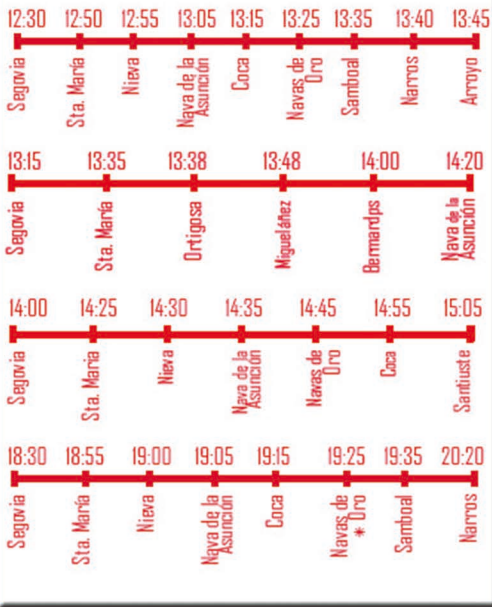 12:30 12:50 12:55 13:05 13:15 13:25 13:35 13:40 13:45
Segovia
Sta. María
Nieva
Nava de la
Asunción
Coca
Navas de
Oro
Samboal
Narros
Arroyo
13:15 13:35 13:38 13:48 14:00 14:20
Segovia
Sta. María
Ortigosa
Migueláñez
Bernardps
Nava de la
Asunción
14:00 14:25 14:30 14:35 14:45 14:55 15:05
Segovia
Sta. María
Nieva
Nava de la
Asunción
Navas de
Oro
Coca
Santiuste
18:30 18:55 19:00 19:05 19:15 19:25 19:35 20:20
Segovia
Sta. María
Nieva
Nava de la
Asunción
Coca
Navas de
* Oro
Samboal
Narros